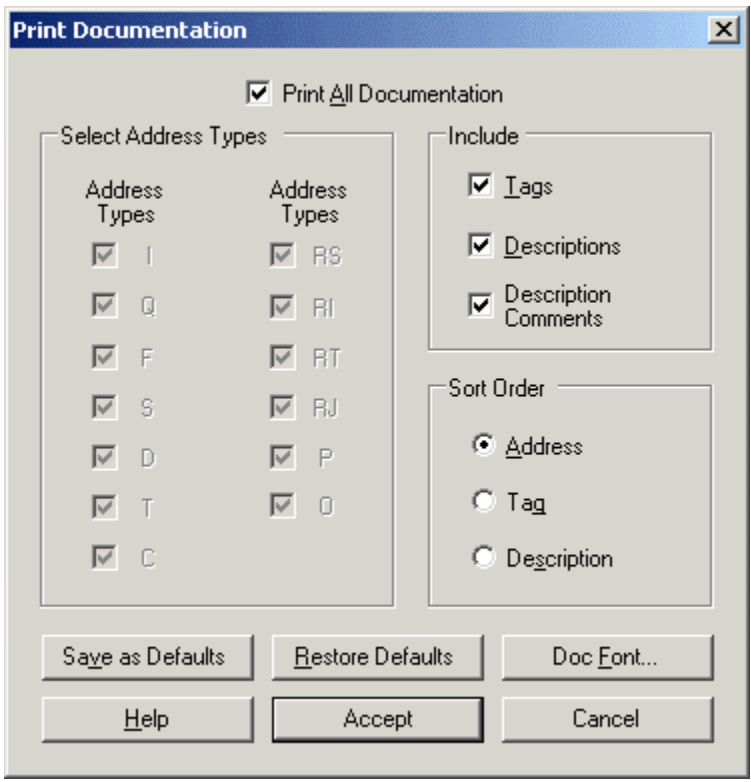 Print Documentation
Print All Documentation
Select Address Types
Address
Types
Address
Types
I
RS
Q
RI
F
RT
S
RJ
D
P
T
O
C
Include
Tags
Descriptions
Description
Comments
Sort Order
Address
Tag
Description
Save as Defaults
Restore Defaults
Doc Font...
Help
Accept
Cancel